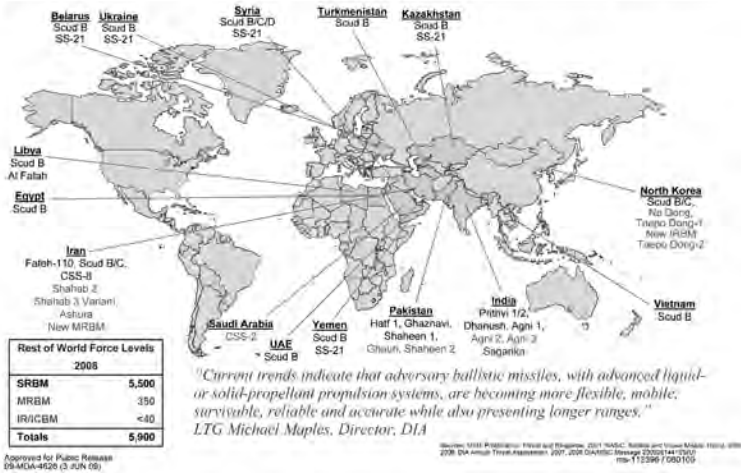 Belarus
Scud B
SS-21
Ukraine
Scud B
SS-21
Syria
Scud B/C/D
SS-21
Turkmenistan
Scud B
Kazakhstan
Scud B
SS-21
Libya
Scud B
Al Fatah
Egypt
Scud B
Iran
Fateh-110, Scud B/C,
CSS-8
Shahab 2
Shahab 3 Variant,
Ashura
New MRBM
Saudi Arabia
CSS-2
UAE
Scud B
Yemen
Scud B
SS-21
Pakistan
Hatf 1, Ghaznavi,
Shaheen 1,
Ghauri, Shaheen 2
India
Prithvi 1/2,
Dhanush, Agni 1,
Agni 2, Agni 3
Sagarika
North Korea
Scud B/C,
No Dong,
Taepo Dong-1
New IRBM
Taepo Dong-2
Vietnam
Scud B
Rest of World Force Levels
2008
SRBM 5,500
MRBM 350
IR/ICBM <40
Totals 5,900
"Current trends indicate that adversary ballistic missiles, with advanced liquid-
or solid-propellant propulsion systems, are becoming more flexible, mobile,
survivable, reliable and accurate while also presenting longer ranges."
LTG Michael Maples, Director, DIA
Approved for Public Release
09-MDA-4628 (3 JUN 09)
ms-112396 / 060109